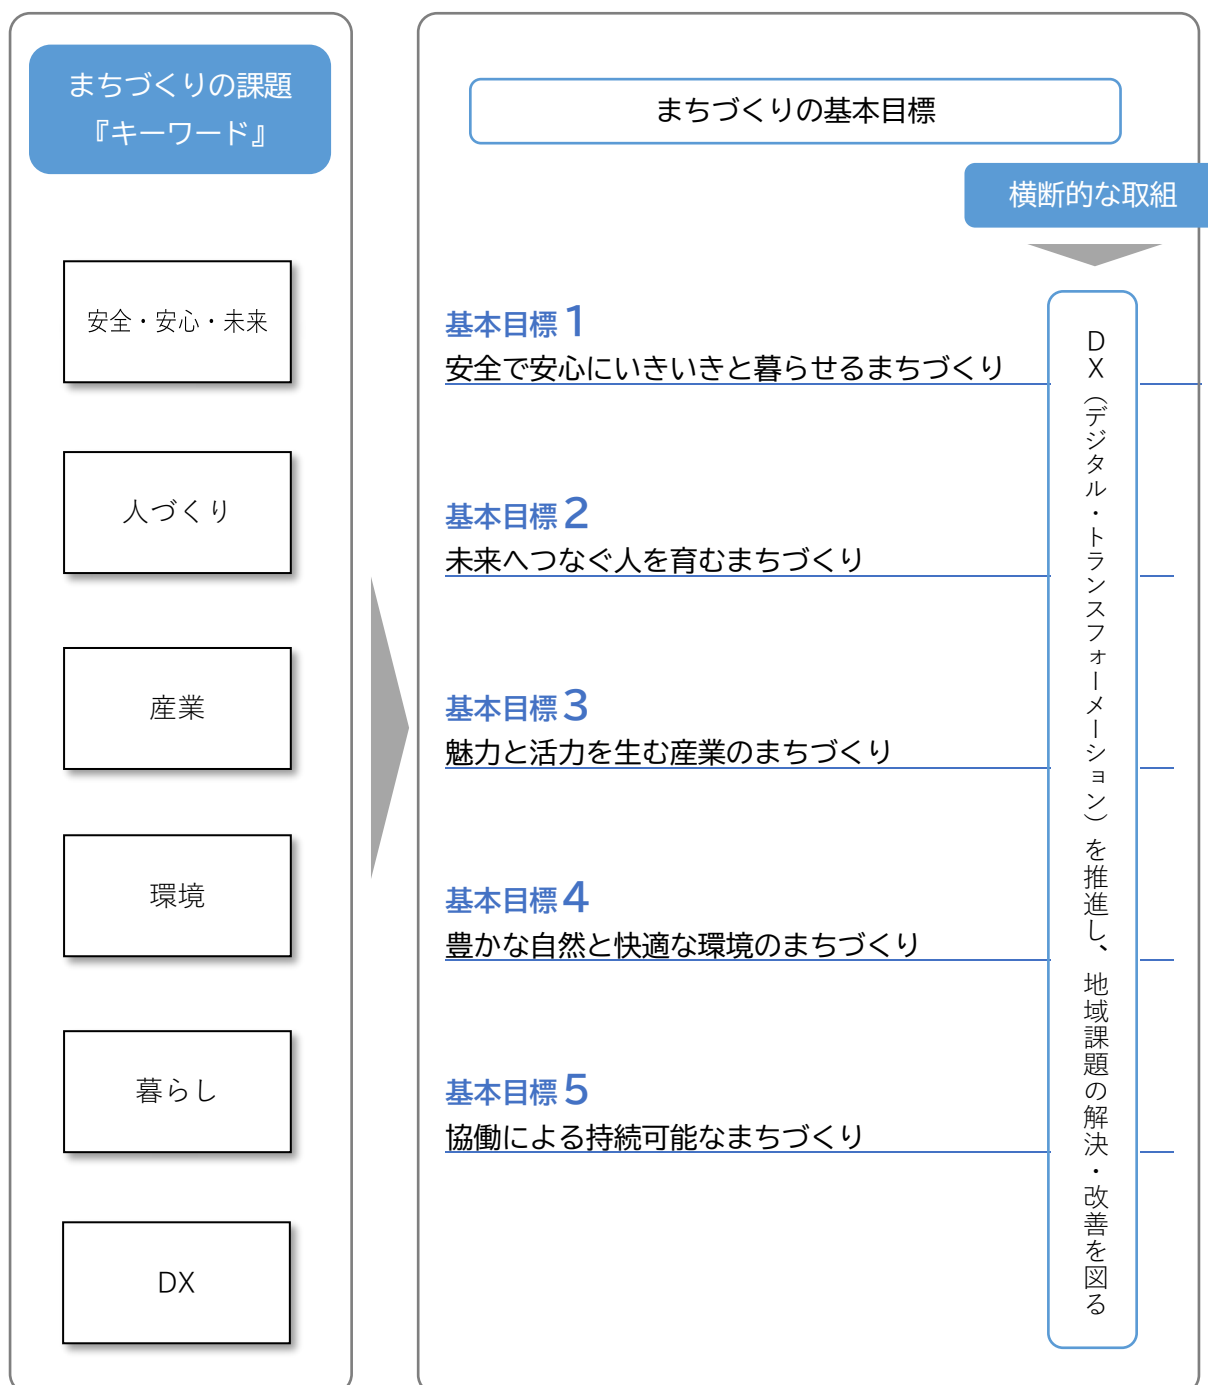 まちづくりの課題
『キーワード』
安全・安心・未来
人づくり
産業
環境
暮らし
DX
まちづくりの基本目標
横断的な取組
基本目標1
安全で安心にいきいきと暮らせるまちづくり
基本目標2
未来へつなぐ人を育むまちづくり
基本目標3
魅力と活力を生む産業のまちづくり
基本目標4
豊かな自然と快適な環境のまちづくり
基本目標5
協働による持続可能なまちづくり
DX（デジタル・トランスフォーメーション）を推進し、地域課題の解決・改善を図る